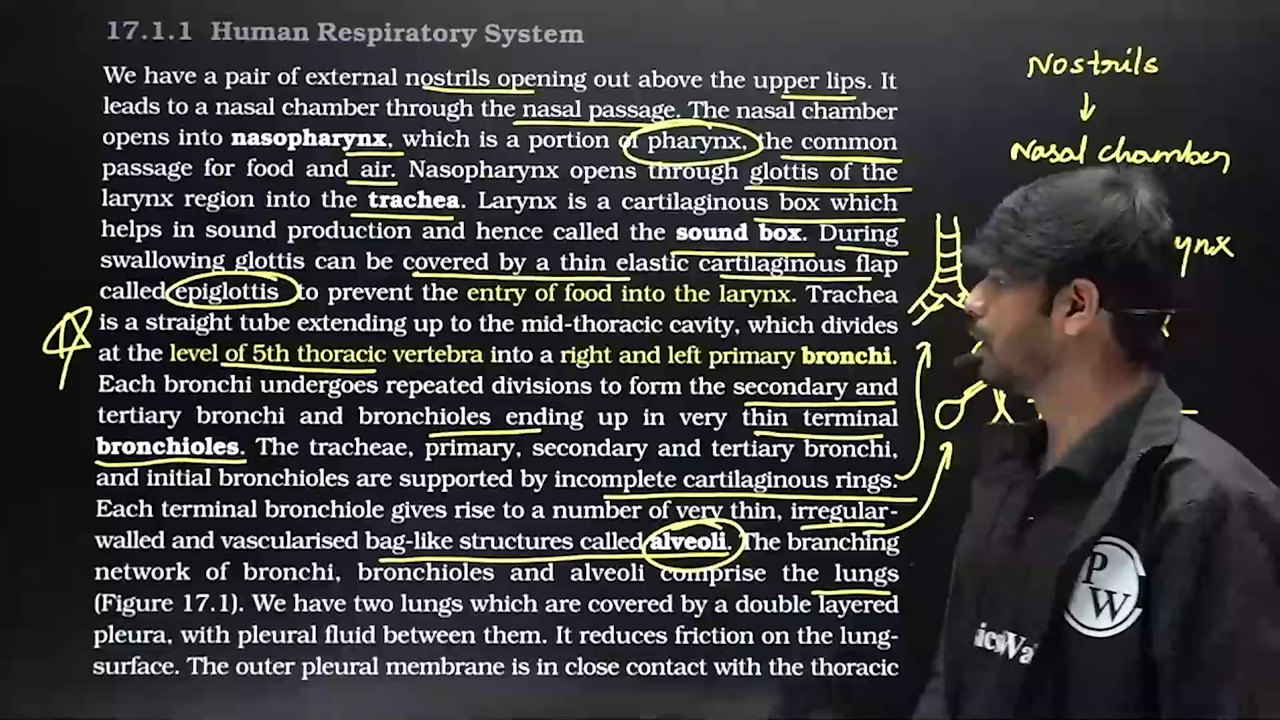 17.1.1 Human Respiratory System
We have a pair of external nostrils opening out above the upper lips. It
leads to a nasal chamber through the nasal passage. The nasal chamber
opens into nasopharynx, which is a portion of pharynx, the common
passage for food and air. Nasopharynx opens through glottis of the
larynx region into the trachea. Larynx is a cartilaginous box which
helps in sound production and hence called the sound box. During
swallowing glottis can be covered by a thin elastic cartilaginous flap
called epiglottis to prevent the entry of food into the larynx. Trachea
is a straight tube extending up to the mid-thoracic cavity, which divides
at the level of 5th thoracic vertebra into a right and left primary bronchi.
Each bronchi undergoes repeated divisions to form the secondary and
tertiary bronchi and bronchioles ending up in very thin terminal
bronchioles. The tracheae, primary, secondary and tertiary bronchi,
and initial bronchioles are supported by incomplete cartilaginous rings.
Each terminal bronchiole gives rise to a number of very thin, irregular-
walled and vascularised bag-like structures called alveoli. The branching
network of bronchi, bronchioles and alveoli comprise the lungs
(Figure 17.1). We have two lungs which are covered by a double layered
pleura, with pleural fluid between them. It reduces friction on the lung-
surface. The outer pleural membrane is in close contact with the thoracic
Nostrils
Nasal chamber
ynx
P
W
icsWa